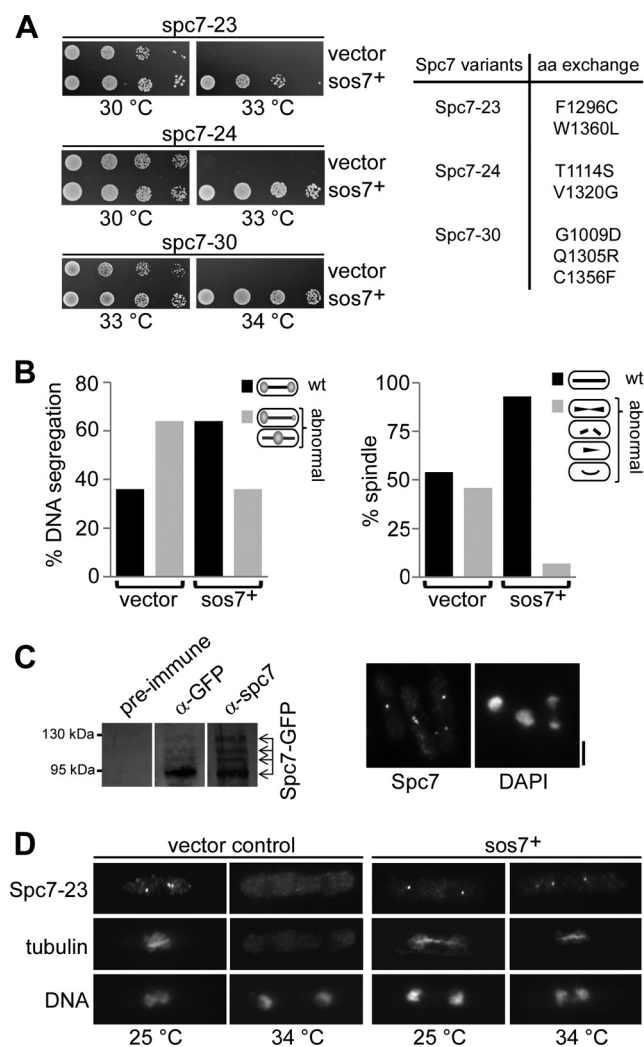 A
spc7-23
vector
sos7+
30 °C 33 °C
spc7-24
vector
sos7+
30 °C 33 °C
spc7-30
vector
sos7+
33 °C 34 °C
Spc7 variants aa exchange
Spc7-23 F1296C
W1360L
Spc7-24 T1114S
V1320G
Spc7-30 G1009D
Q1305R
C1356F
B
% DNA segregation
80
60
40
20
0
vector sos7+
wt
abnormal
% spindle
100
75
50
25
0
vector sos7+
wt
abnormal
C
pre-immune
α-GFP
α-spc7
130 kDa
95 kDa
Spc7-GFP
Spc7 DAPI
D
vector control sos7+
Spc7-23
tubulin
DNA
25 °C 34 °C 25 °C 34 °C